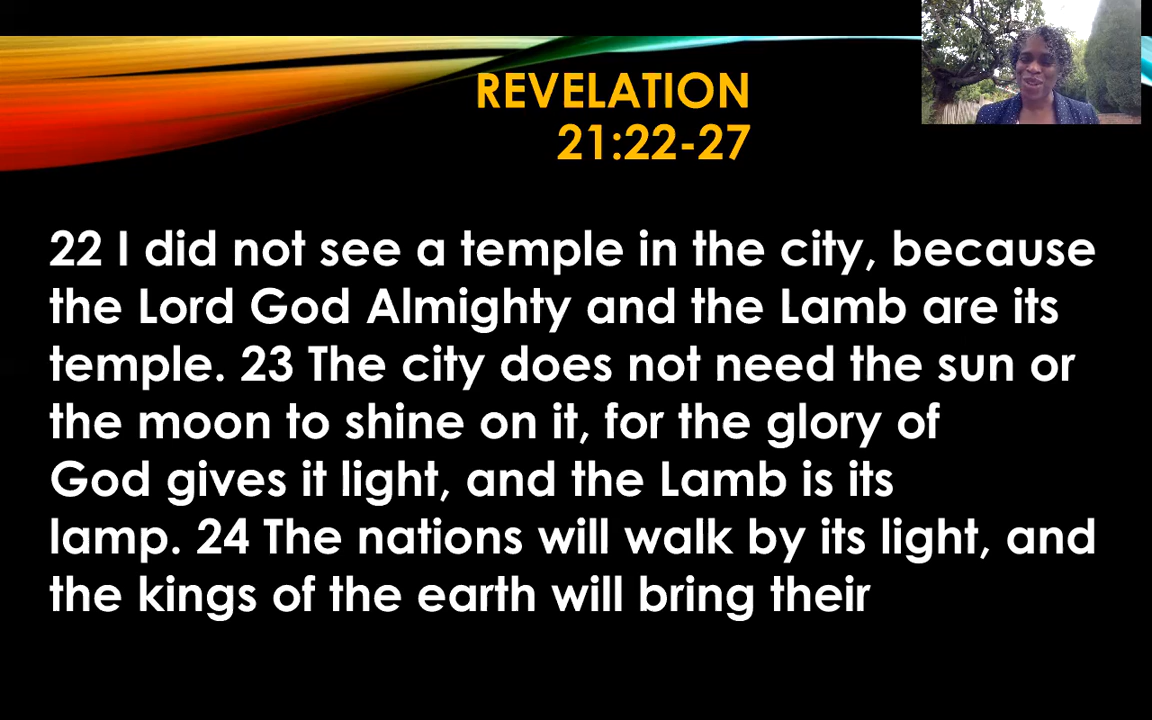 REVELATION
21:22-27
22 I did not see a temple in the city, because
the Lord God Almighty and the Lamb are its
temple. 23 The city does not need the sun or
the moon to shine on it, for the glory of
God gives it light, and the Lamb is its
lamp. 24 The nations will walk by its light, and
the kings of the earth will bring their